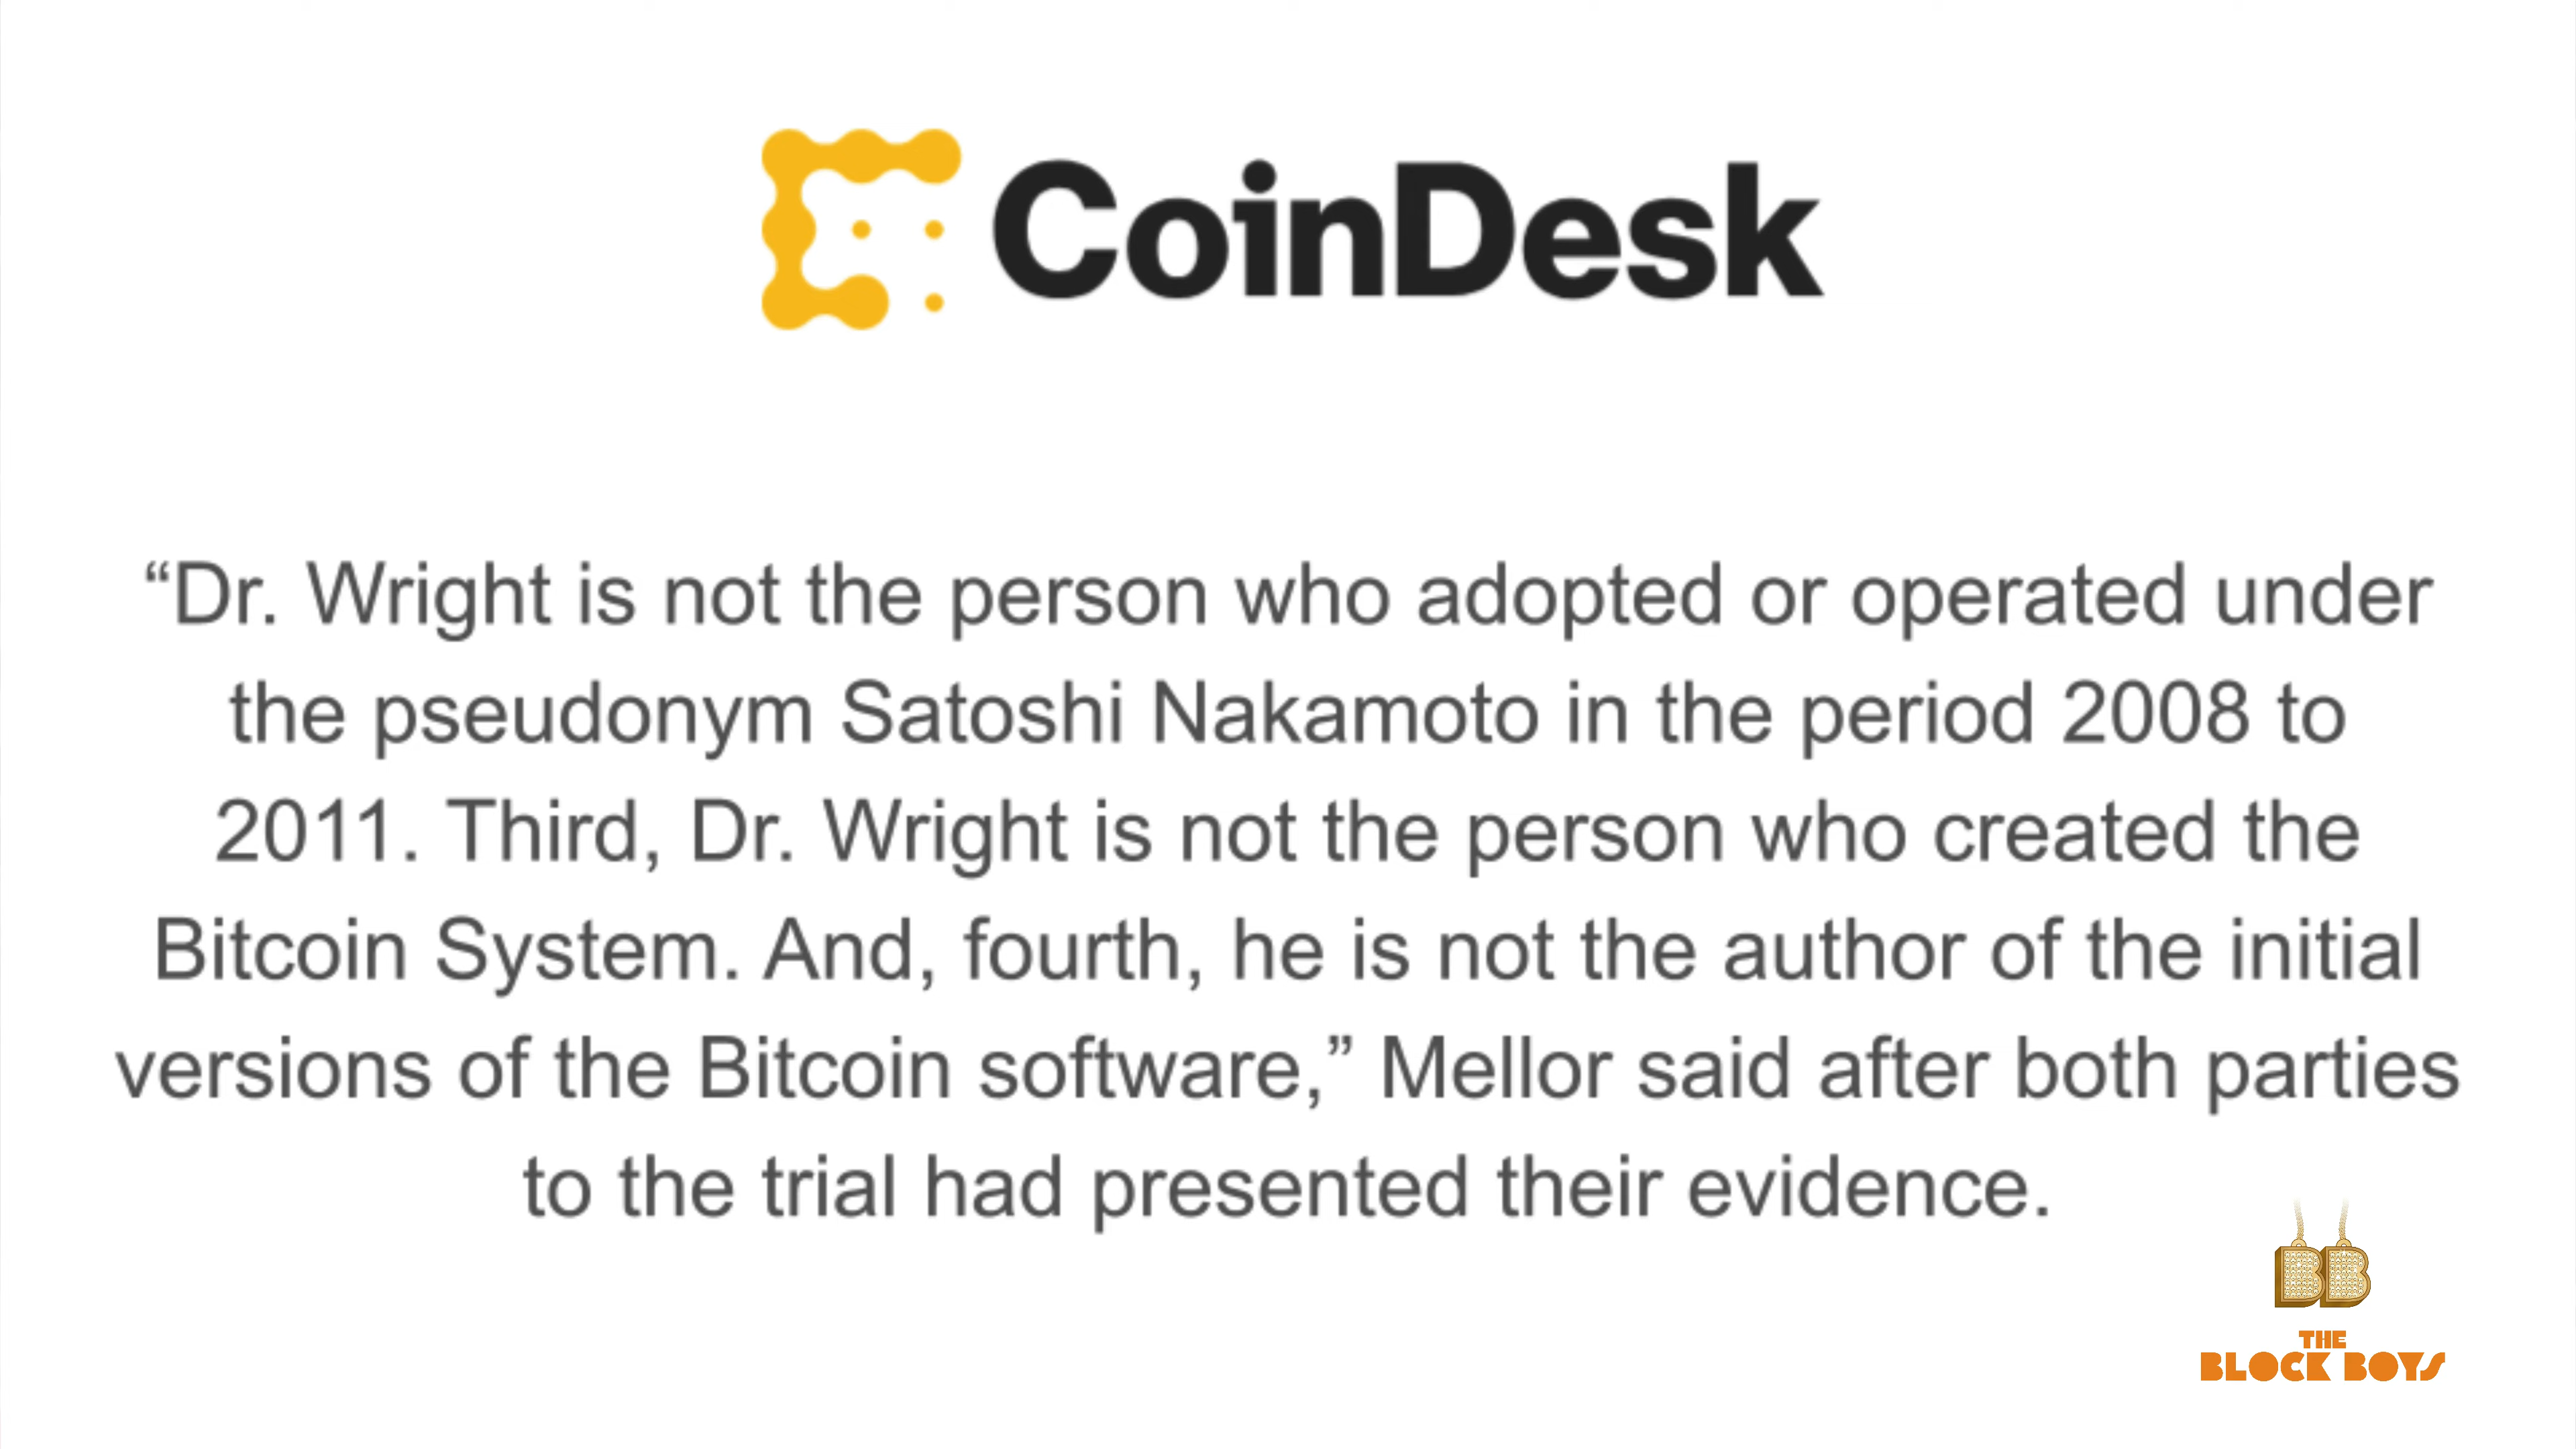 CoinDesk
“Dr. Wright is not the person who adopted or operated under
the pseudonym Satoshi Nakamoto in the period 2008 to
2011. Third, Dr. Wright is not the person who created the
Bitcoin System. And, fourth, he is not the author of the initial
versions of the Bitcoin software,” Mellor said after both parties
to the trial had presented their evidence.
BB
THE
BLOCK BOYS